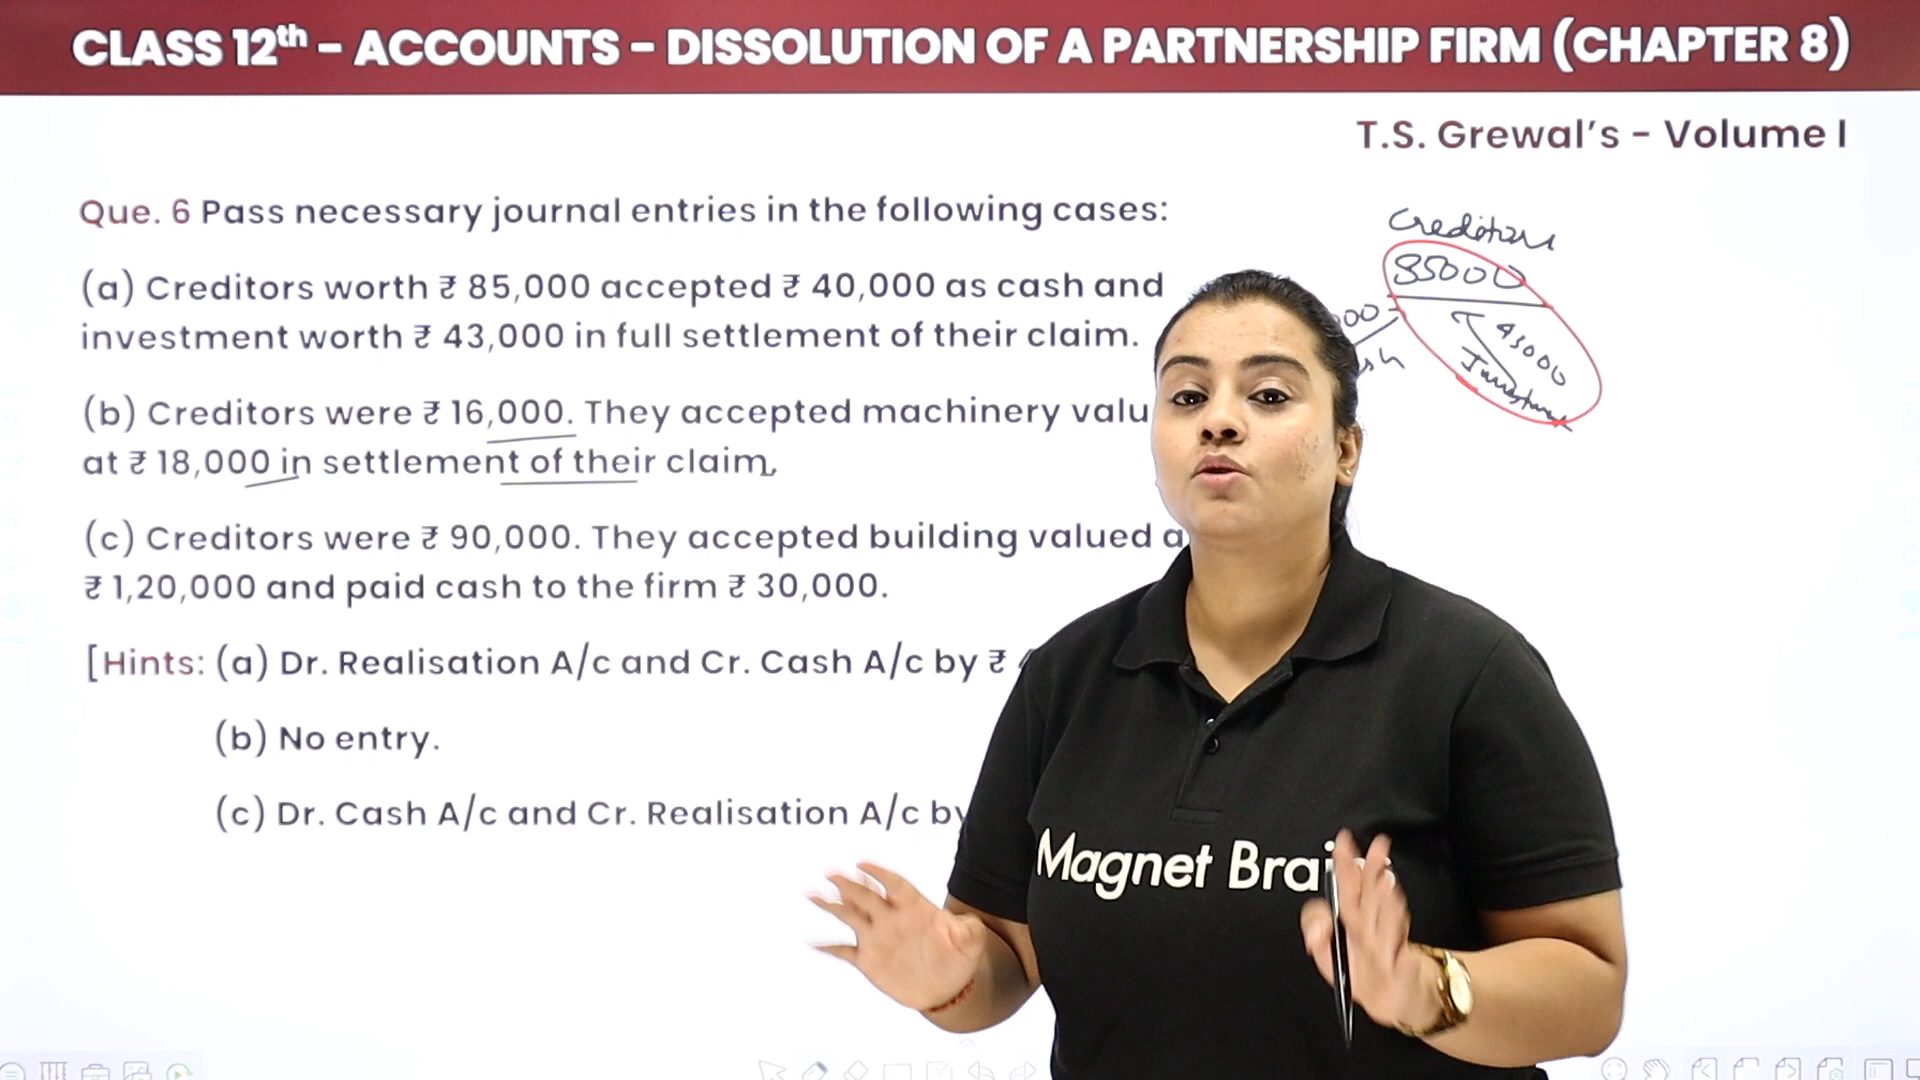 CLASS 12th – ACCOUNTS – DISSOLUTION OF A PARTNERSHIP FIRM (CHAPTER 8)
T.S. Grewal's – Volume I
Que. 6 Pass necessary journal entries in the following cases:
(a) Creditors worth ₹ 85,000 accepted ₹ 40,000 as cash and
investment worth ₹ 43,000 in full settlement of their claim.
(b) Creditors were ₹ 16,000. They accepted machinery valu
at ₹ 18,000 in settlement of their claim.
(c) Creditors were ₹ 90,000. They accepted building valued a
₹ 1,20,000 and paid cash to the firm ₹ 30,000.
[Hints: (a) Dr. Realisation A/c and Cr. Cash A/c by ₹
(b) No entry.
(c) Dr. Cash A/c and Cr. Realisation A/c by
Creditors
85000
43000
Magnet Brai